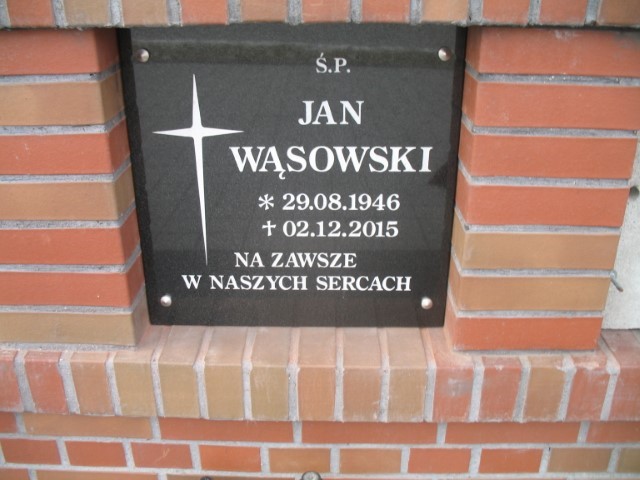 Ś.P.
JAN
WĄSOWSKI
* 29.08.1946
† 02.12.2015
NA ZAWSZE
W NASZYCH SERCACH